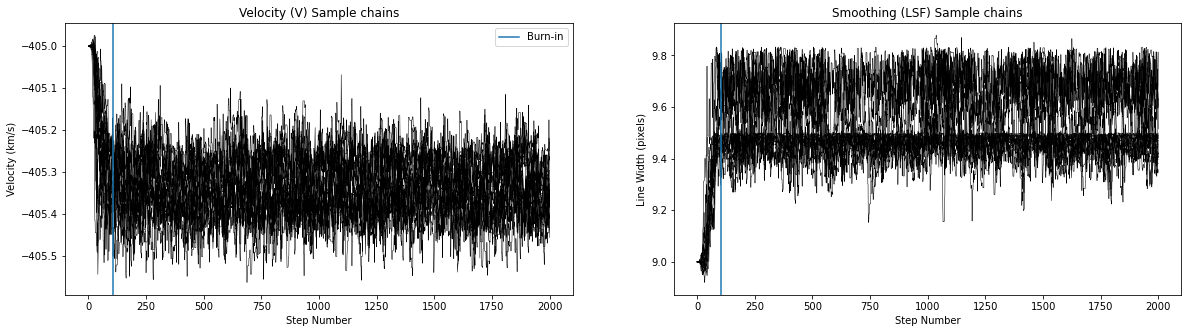 Velocity (V) Sample chains
Burn-in
−405.0
−405.1
−405.2
−405.3
−405.4
−405.5
Velocity (km/s)
0 250 500 750 1000 1250 1500 1750 2000
Step Number
Smoothing (LSF) Sample chains
9.8
9.6
9.4
9.2
9.0
Line Width (pixels)
0 250 500 750 1000 1250 1500 1750 2000
Step Number